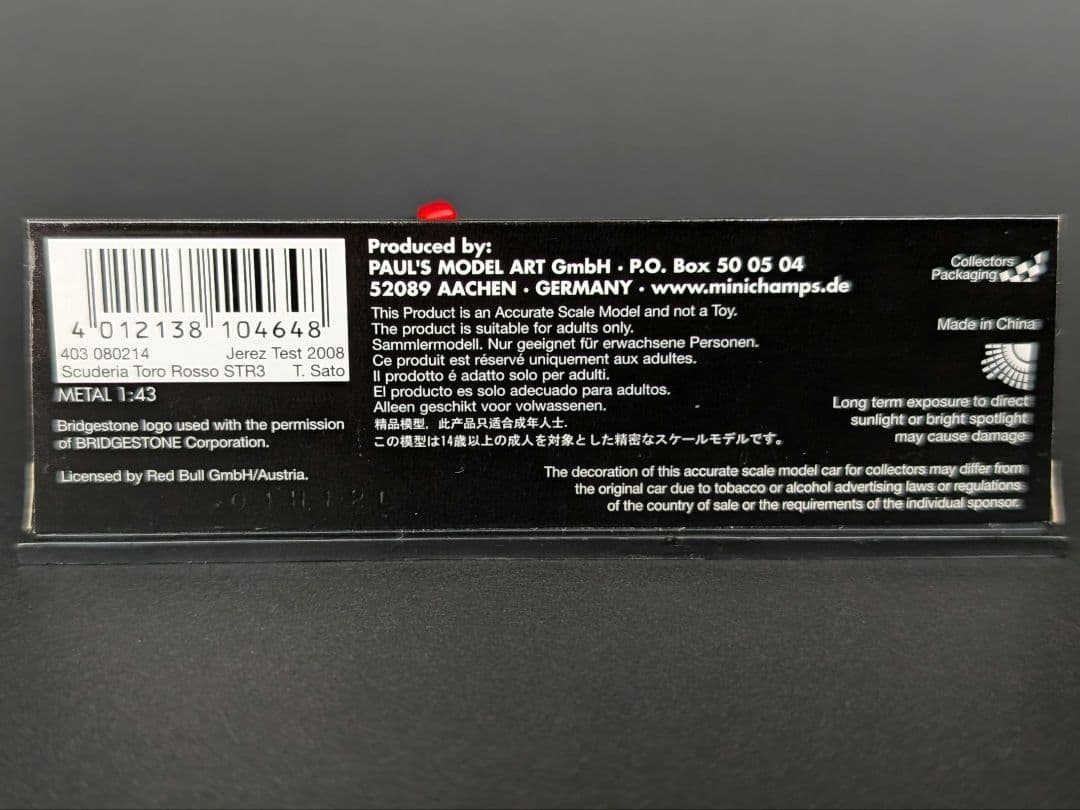 4 012138 104648
403 080214 Jerez Test 2008
Scuderia Toro Rosso STR3 T. Sato
METAL 1:43
Bridgestone logo used with the permission
of BRIDGESTONE Corporation.
Licensed by Red Bull GmbH/Austria.
Produced by:
PAUL'S MODEL ART GmbH · P.O. Box 50 05 04
52089 AACHEN · GERMANY · www.minichamps.de
This Product is an Accurate Scale Model and not a Toy.
The product is suitable for adults only.
Sammlermodell. Nur geeignet für erwachsene Personen.
Ce produit est réservé uniquement aux adultes.
Il prodotto é adatto solo per adulti.
El producto es solo adecuado para adultos.
Alleen geschikt voor volwassenen.
精品模型，此产品只适合成年人士.
この模型は14歳以上の成人を対象とした精密なスケールモデルです。
Collectors
Packaging
Made in China
Long term exposure to direct
sunlight or bright spotlight
may cause damage
The decoration of this accurate scale model car for collectors may differ from
the original car due to tobacco or alcohol advertising laws or regulations
of the country of sale or the requirements of the individual sponsor.